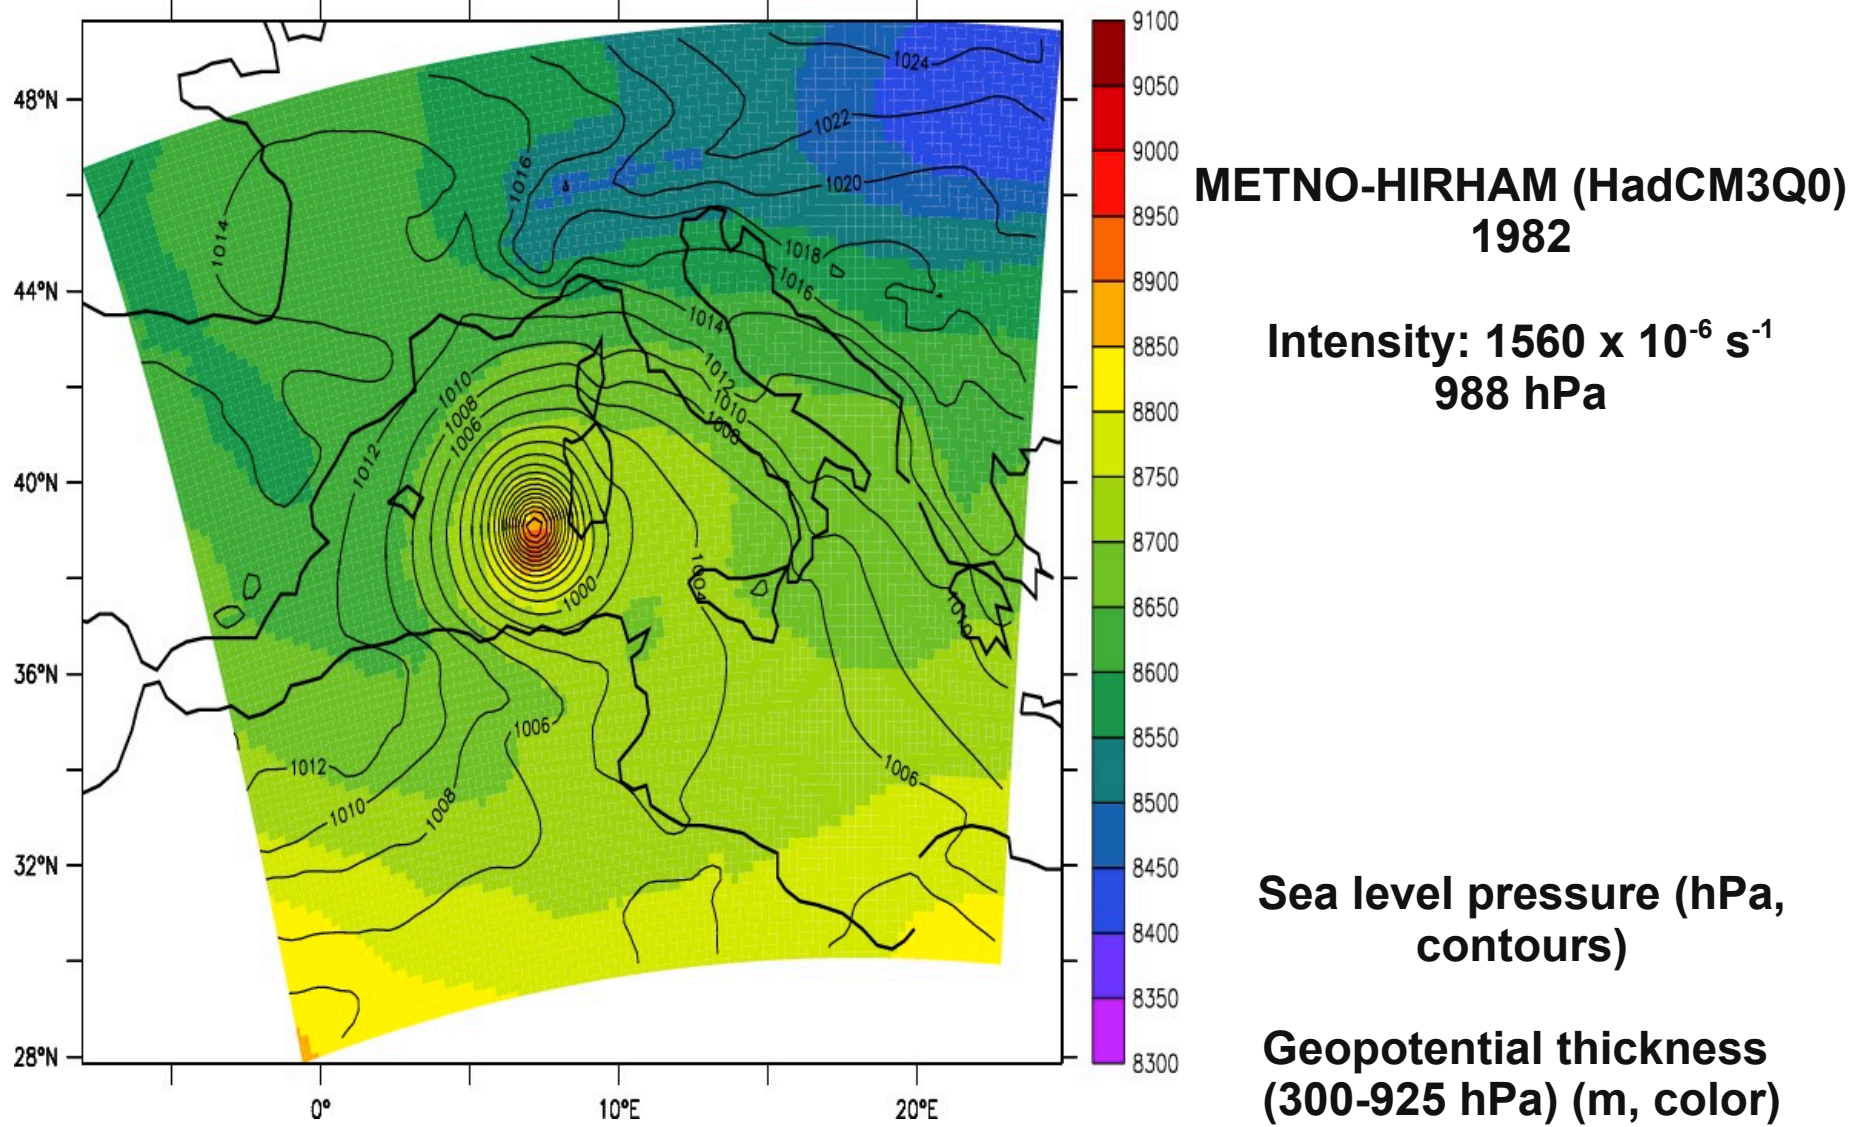 METNO-HIRHAM (HadCM3Q0)
1982
Intensity: 1560 x 10⁻⁶ s⁻¹
988 hPa
Sea level pressure (hPa,
contours)
Geopotential thickness
(300-925 hPa) (m, color)
9100
9050
9000
8950
8900
8850
8800
8750
8700
8650
8600
8550
8500
8450
8400
8350
8300
48°N
44°N
40°N
36°N
32°N
28°N
0°
10°E
20°E
1024
1022
1020
1016
1014
1018
1016
1014
1012
1010
1008
1010
1008
1006
1012
1000
1004
1010
1006
1006
1012
1010
1008